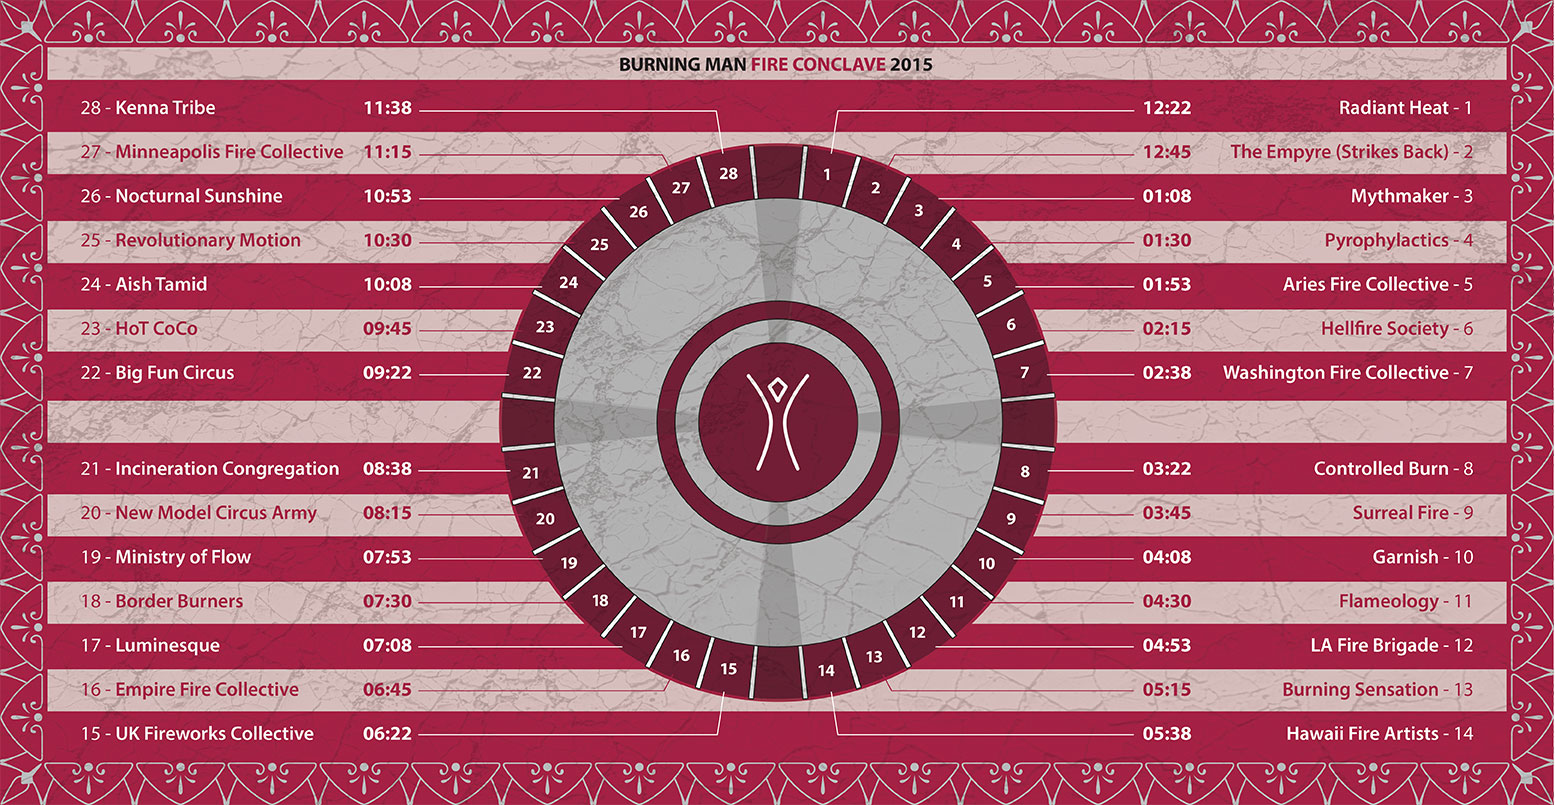 BURNING MAN FIRE CONCLAVE 2015
28 - Kenna Tribe 11:38
27 - Minneapolis Fire Collective 11:15
26 - Nocturnal Sunshine 10:53
25 - Revolutionary Motion 10:30
24 - Aish Tamid 10:08
23 - HoT CoCo 09:45
22 - Big Fun Circus 09:22
21 - Incineration Congregation 08:38
20 - New Model Circus Army 08:15
19 - Ministry of Flow 07:53
18 - Border Burners 07:30
17 - Luminesque 07:08
16 - Empire Fire Collective 06:45
15 - UK Fireworks Collective 06:22
12:22 Radiant Heat - 1
12:45 The Empyre (Strikes Back) - 2
01:08 Mythmaker - 3
01:30 Pyrophylactics - 4
01:53 Aries Fire Collective - 5
02:15 Hellfire Society - 6
02:38 Washington Fire Collective - 7
03:22 Controlled Burn - 8
03:45 Surreal Fire - 9
04:08 Garnish - 10
04:30 Flameology - 11
04:53 LA Fire Brigade - 12
05:15 Burning Sensation - 13
05:38 Hawaii Fire Artists - 14
1
2
3
4
5
6
7
8
9
10
11
12
13
14
15
16
17
18
19
20
21
22
23
24
25
26
27
28